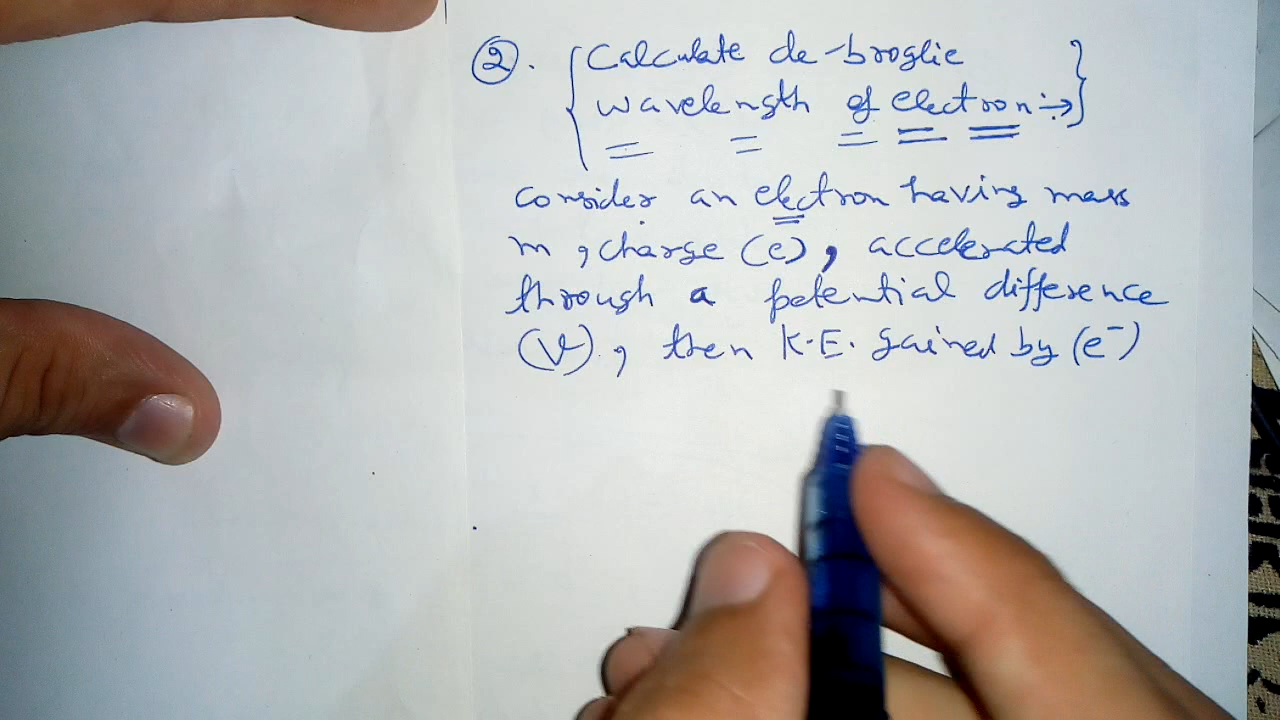 ②. { Calculate de-broglie
wavelength of electron :→ }
Consider an electron having mass
m, charge (e), accelerated
through a potential difference
(V), then K.E. gained by (e⁻)